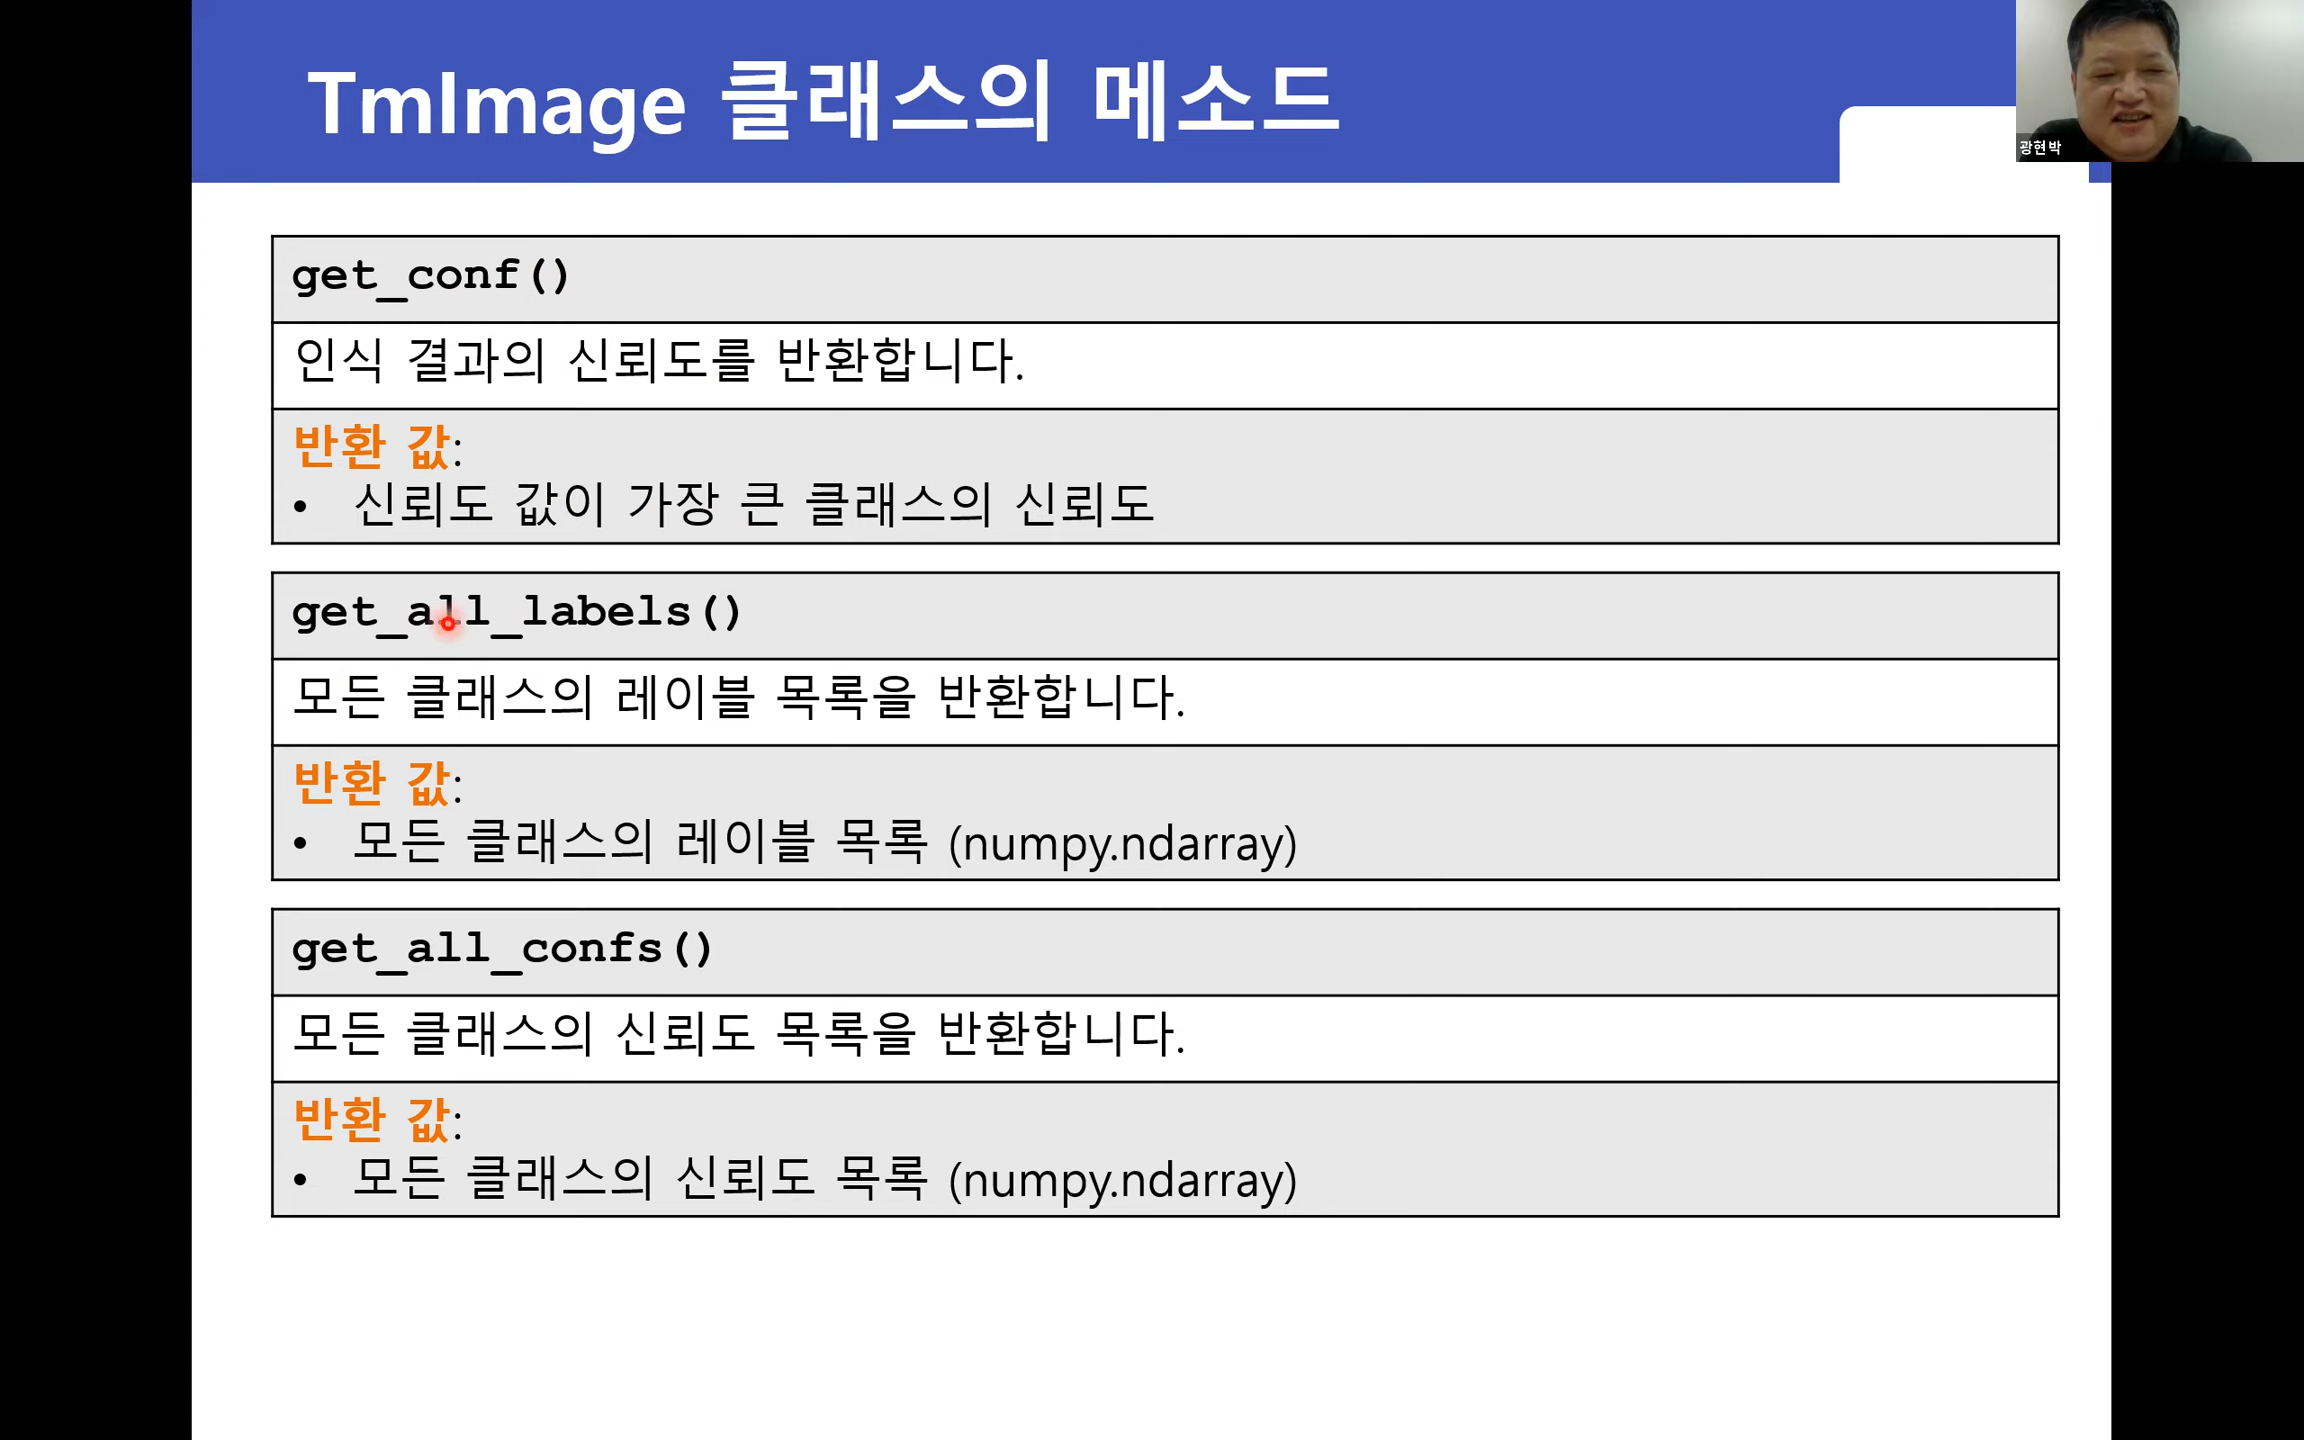 TmImage 클래스의 메소드
광현박
get_conf()
인식 결과의 신뢰도를 반환합니다.
반환 값:
• 신뢰도 값이 가장 큰 클래스의 신뢰도
get_all_labels()
모든 클래스의 레이블 목록을 반환합니다.
반환 값:
• 모든 클래스의 레이블 목록 (numpy.ndarray)
get_all_confs()
모든 클래스의 신뢰도 목록을 반환합니다.
반환 값:
• 모든 클래스의 신뢰도 목록 (numpy.ndarray)